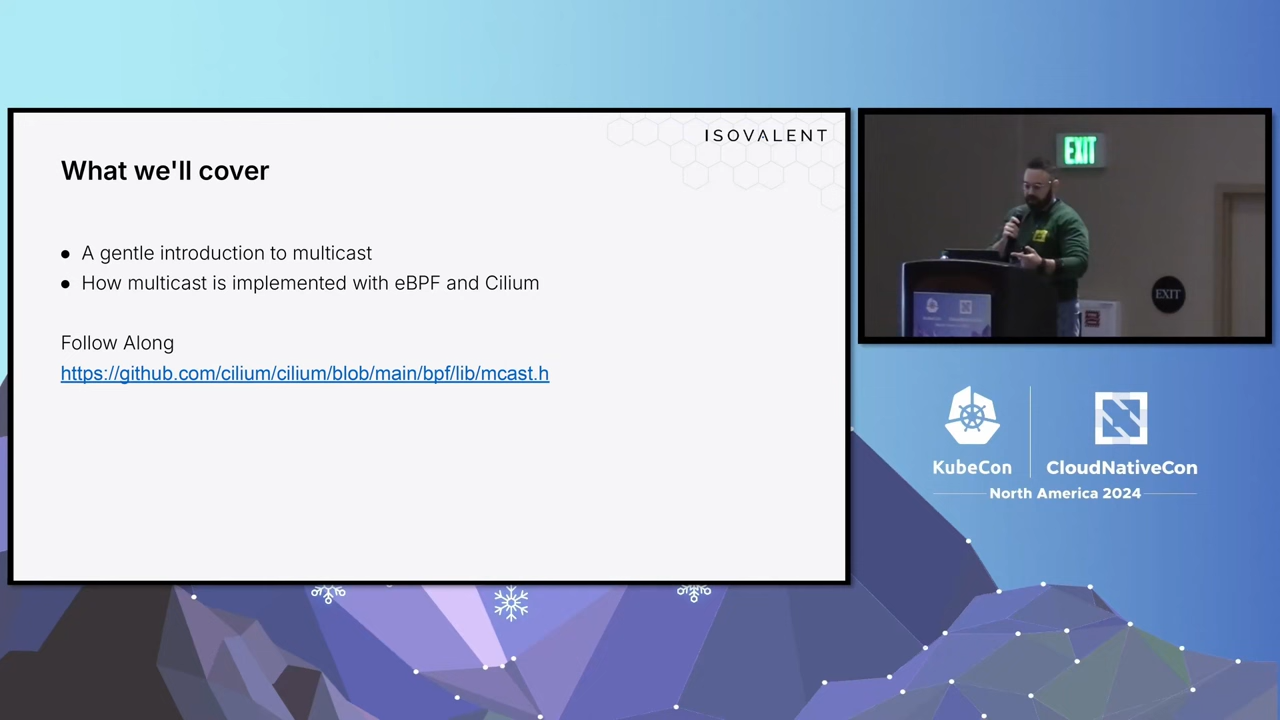 ISOVALENT
What we'll cover
● A gentle introduction to multicast
● How multicast is implemented with eBPF and Cilium
Follow Along
https://github.com/cilium/cilium/blob/main/bpf/lib/mcast.h
EXIT
EXIT
KubeCon
CloudNativeCon
North America 2024